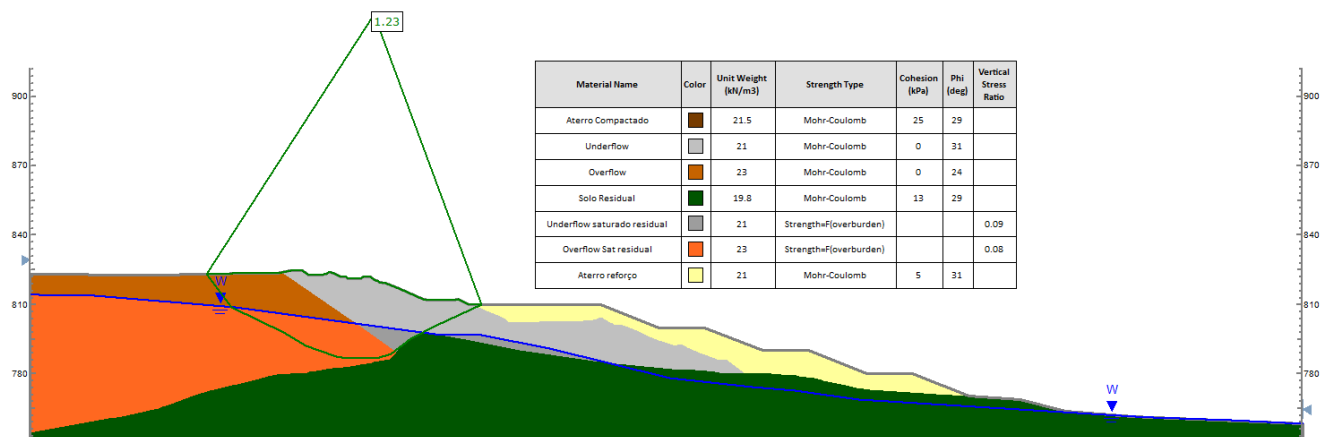 1.23
Material Name Color Unit Weight (kN/m3) Strength Type Cohesion (kPa) Phi (deg) Vertical Stress Ratio
Aterro Compactado 21.5 Mohr-Coulomb 25 29
Underflow 21 Mohr-Coulomb 0 31
Overflow 23 Mohr-Coulomb 0 24
Solo Residual 19.8 Mohr-Coulomb 13 29
Underflow saturado residual 21 Strength=F(overburden) 0.09
Overflow Sat residual 23 Strength=F(overburden) 0.08
Aterro reforço 21 Mohr-Coulomb 5 31
900
870
840
810
780
W
W
900
870
840
810
780